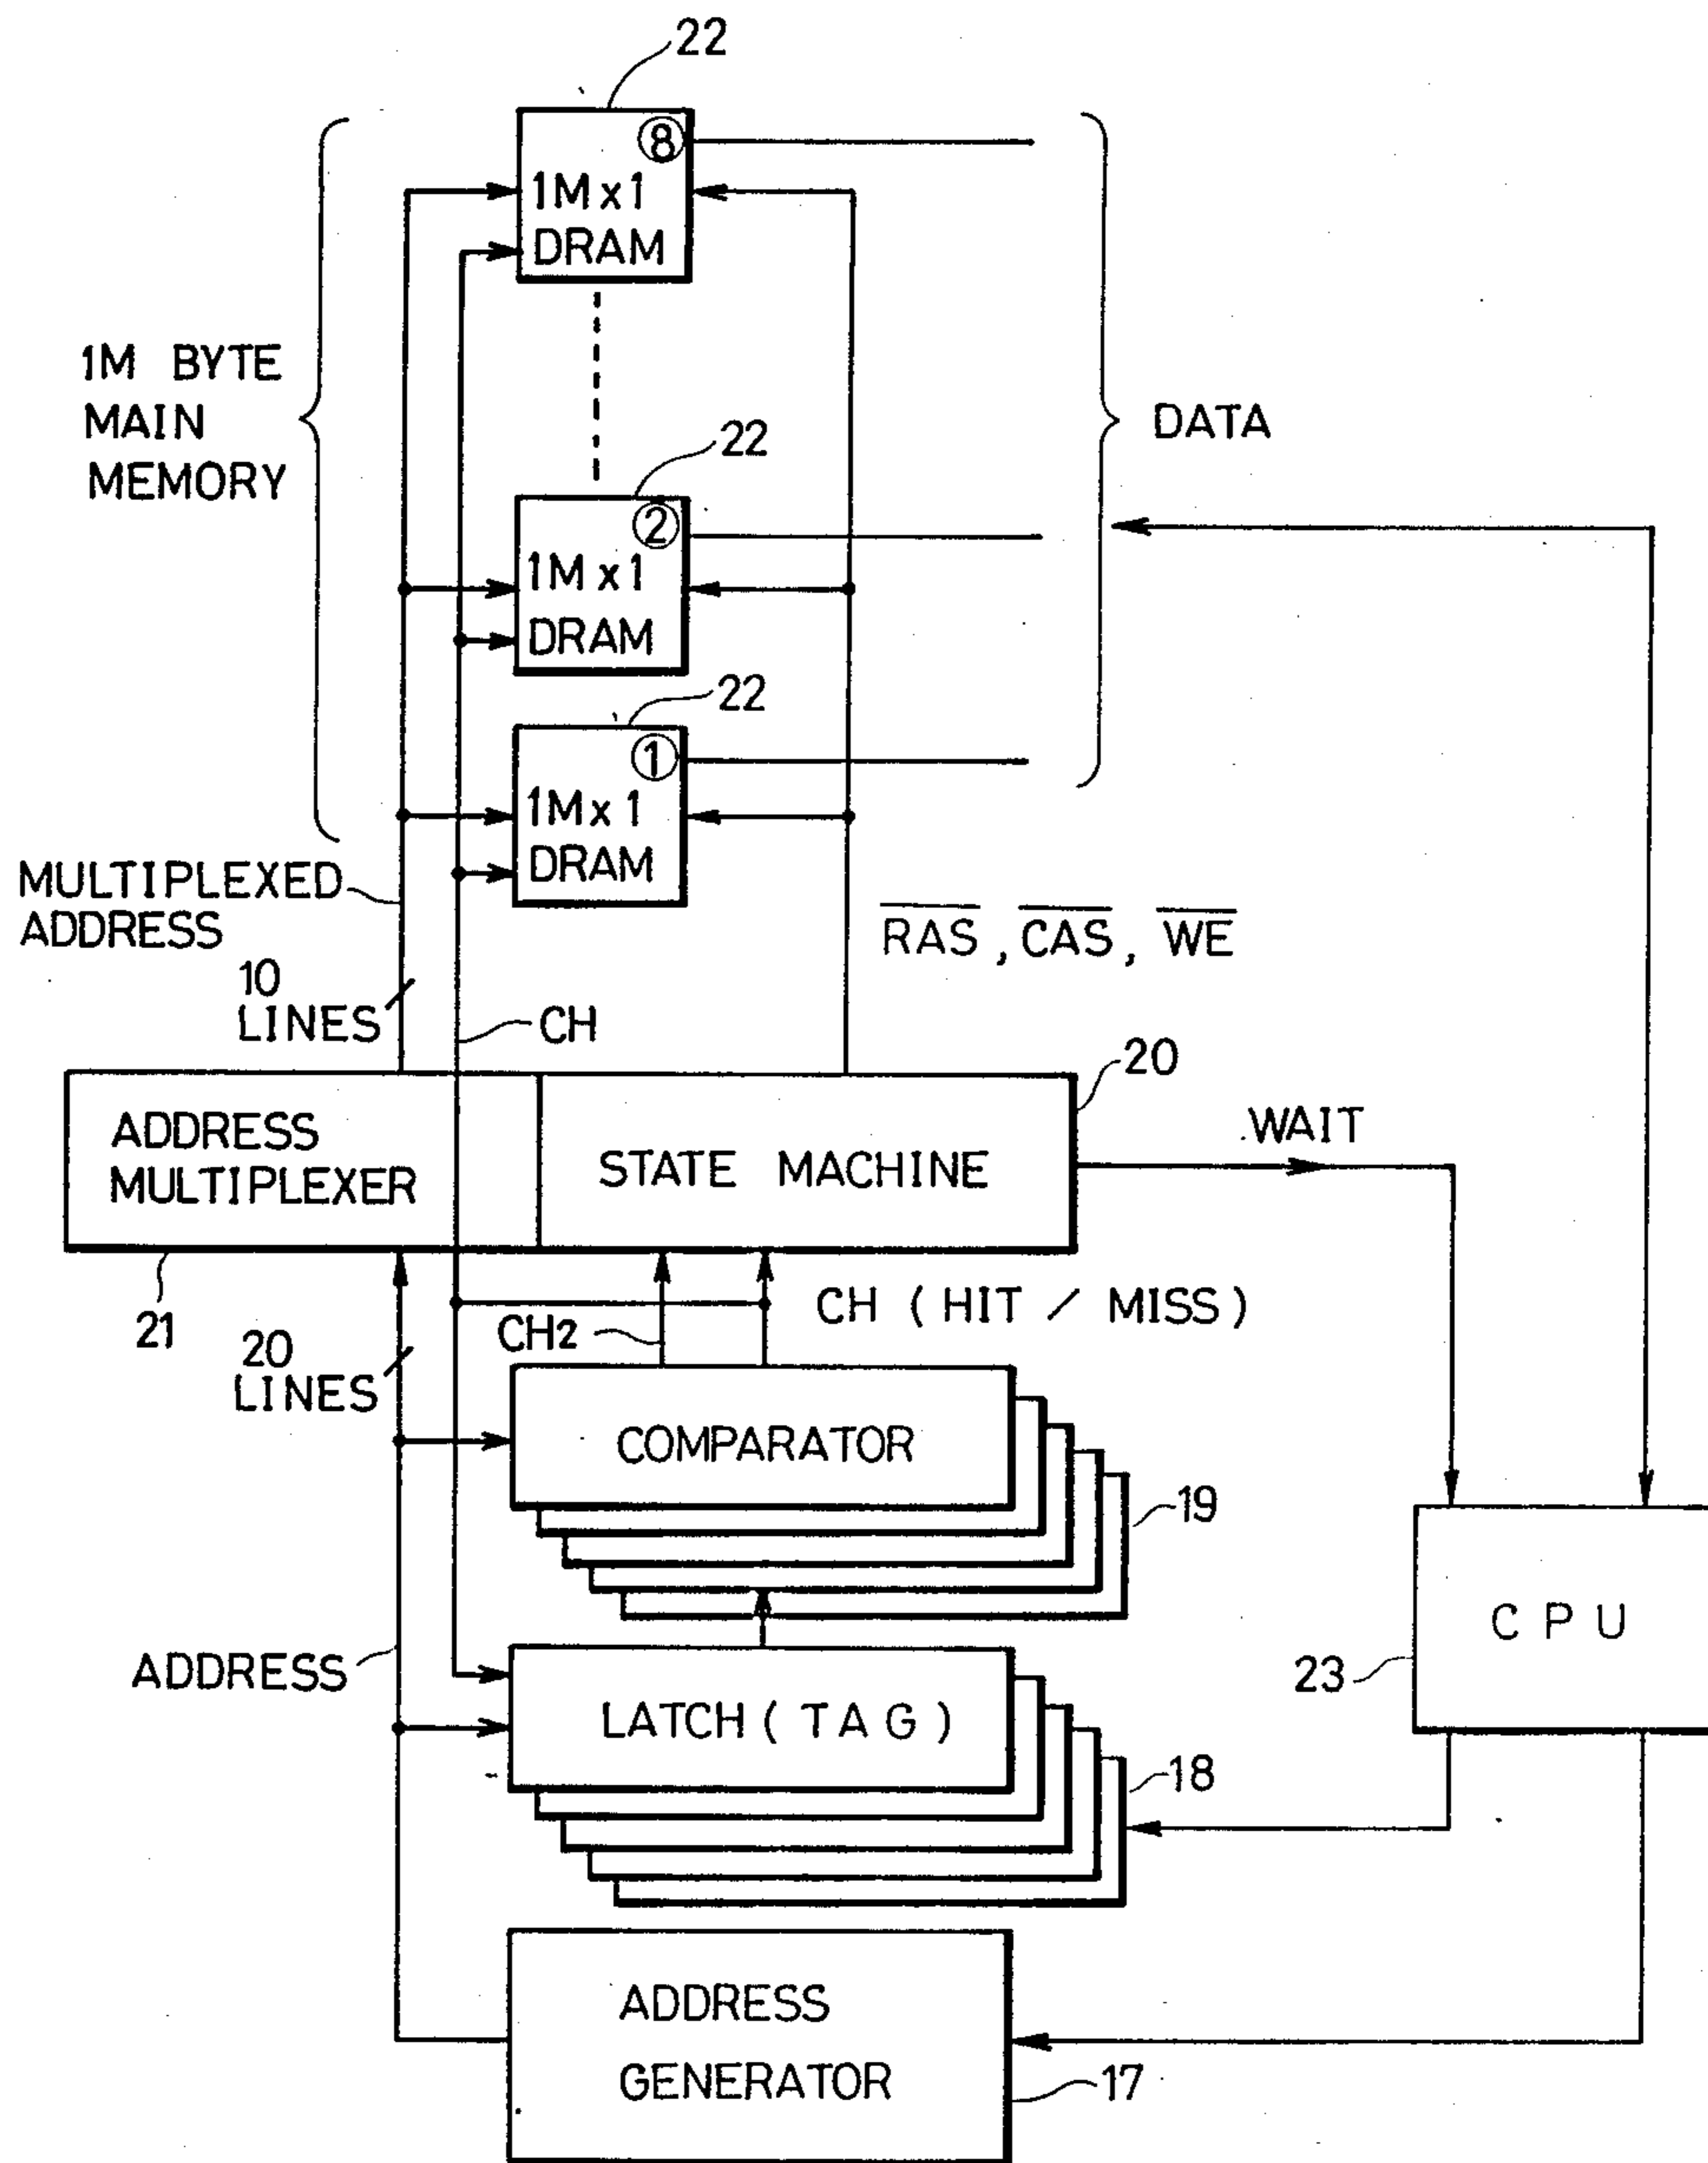 22
⑧
1M x 1
DRAM
1M BYTE
MAIN
MEMORY
DATA
22
②
1M x 1
DRAM
22
①
1M x 1
DRAM
MULTIPLEXED
ADDRESS
RAS, CAS, WE
10
LINES
CH
20
ADDRESS
MULTIPLEXER
STATE MACHINE
WAIT
21
20
LINES
CH2
CH ( HIT / MISS )
COMPARATOR
19
CPU
23
ADDRESS
LATCH ( TAG )
18
ADDRESS
GENERATOR
17